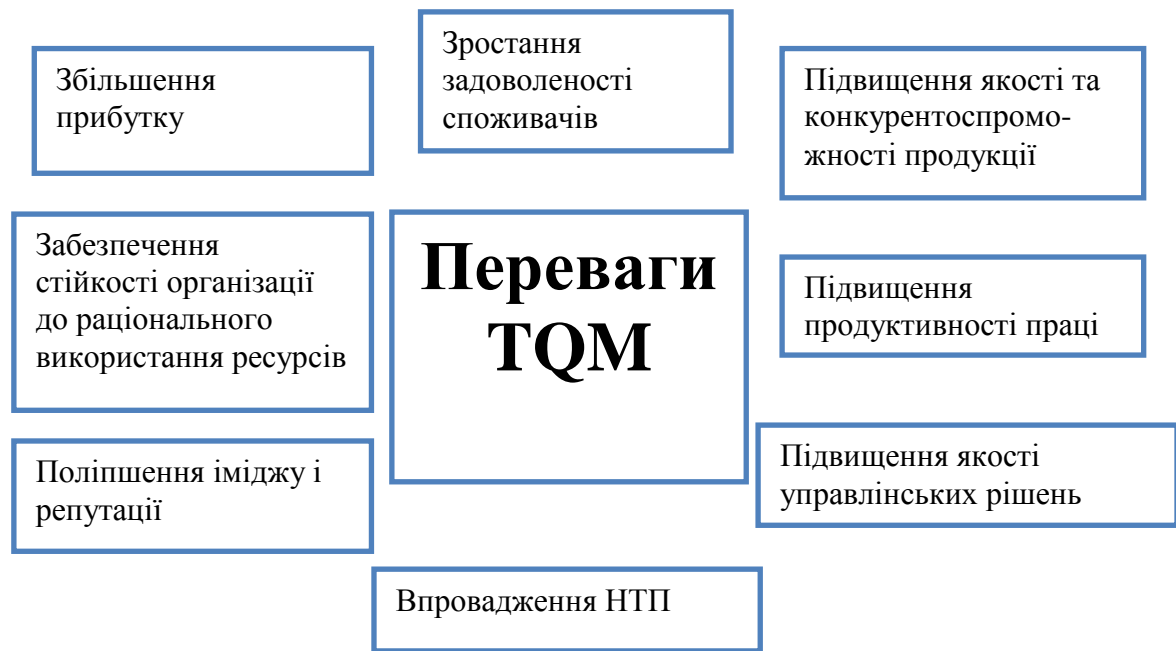 Зростання
задоволеності
споживачів
Збільшення
прибутку
Підвищення якості та
конкурентоспромо-
жності продукції
Забезпечення
стійкості організації
до раціонального
використання ресурсів
Переваги
TQM
Підвищення
продуктивності праці
Поліпшення іміджу і
репутації
Підвищення якості
управлінських рішень
Впровадження НТП